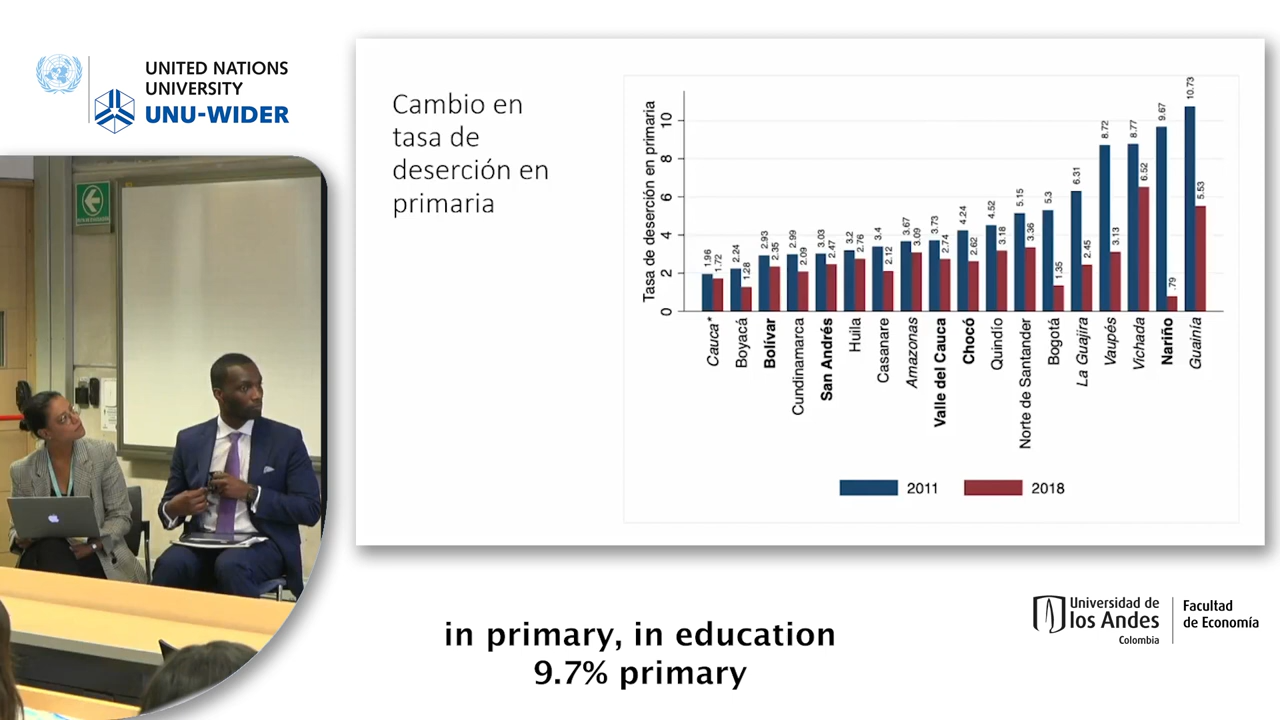 UNITED NATIONS
UNIVERSITY
UNU-WIDER
Cambio en
tasa de
deserción en
primaria
Tasa de deserción en primaria
10
8
6
4
2
0
1.96
1.72
2.24
1.28
2.93
2.35
2.99
2.09
3.03
2.47
3.2
2.76
3.4
2.12
3.67
3.09
3.73
2.74
4.24
2.62
4.52
3.18
5.15
3.36
5.3
1.35
6.31
2.45
8.72
3.13
8.77
6.52
9.67
.79
10.73
5.53
Cauca*
Boyacá
Bolívar
Cundinamarca
San Andrés
Huila
Casanare
Amazonas
Valle del Cauca
Chocó
Quindío
Norte de Santander
Bogotá
La Guajira
Vaupés
Vichada
Nariño
Guainía
2011
2018
in primary, in education
9.7% primary
Universidad de
los Andes
Colombia
Facultad
de Economía